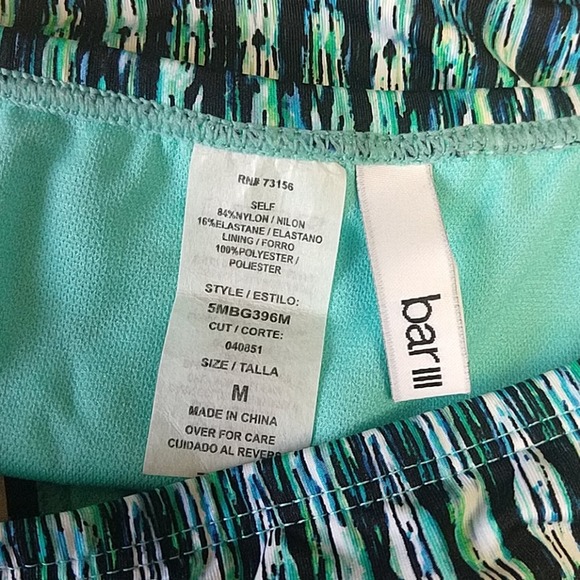 RN# 73156
SELF
84%NYLON / NILON
16%ELASTANE / ELASTANO
LINING / FORRO
100%POLYESTER /
POLIESTER
STYLE / ESTILO:
5MBG396M
CUT / CORTE:
040851
SIZE / TALLA
M
MADE IN CHINA
OVER FOR CARE
CUIDADO AL REVERS
bar III